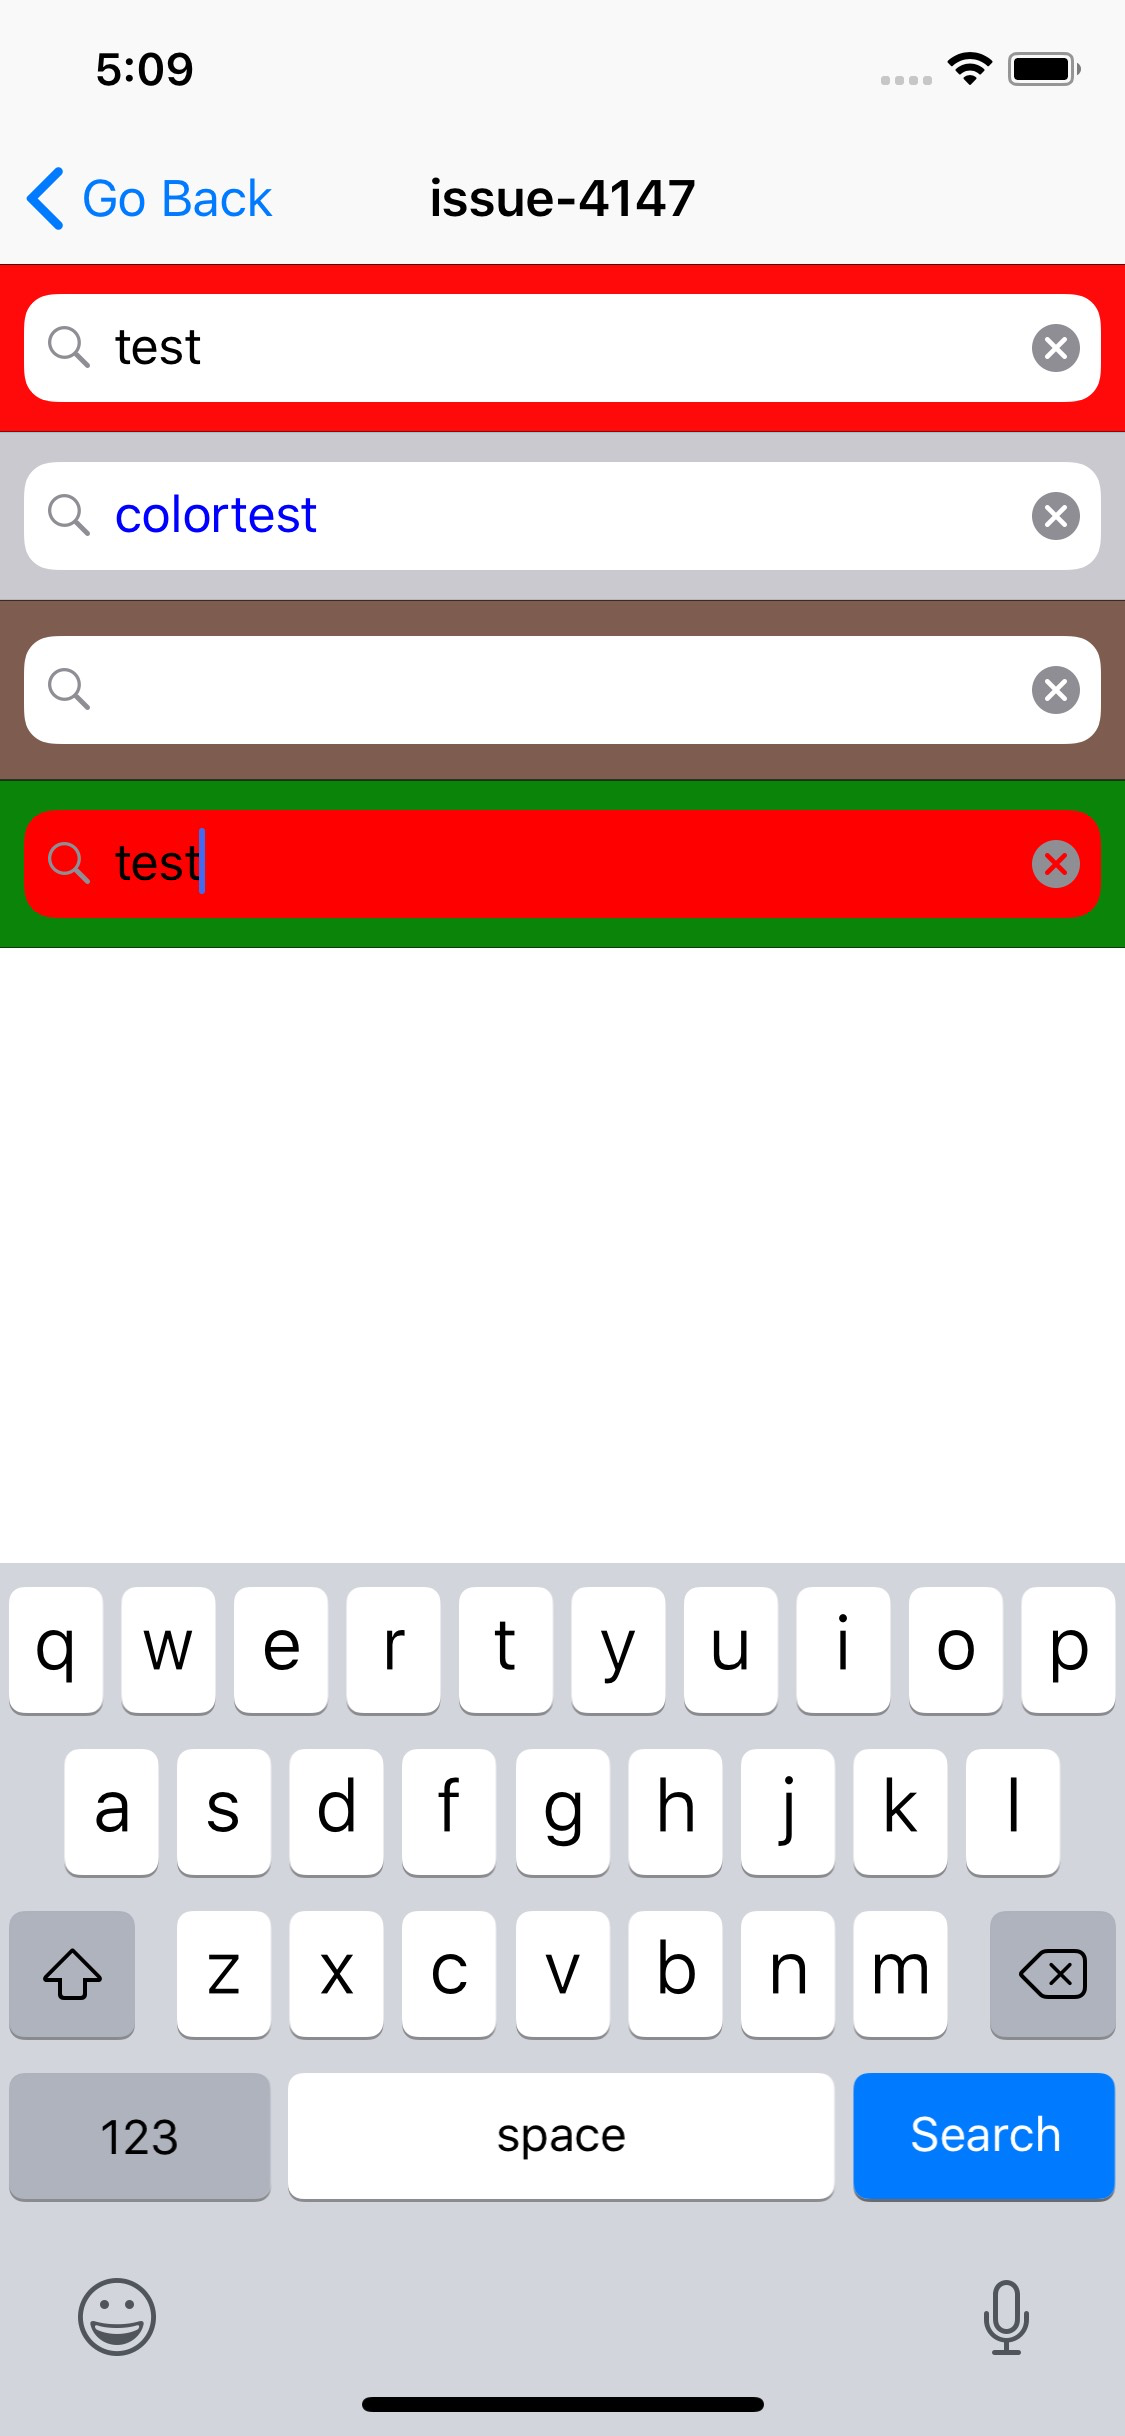 5:09
Go Back issue-4147
test
colortest
test
q w e r t y u i o p
a s d f g h j k l
z x c v b n m
123 space Search